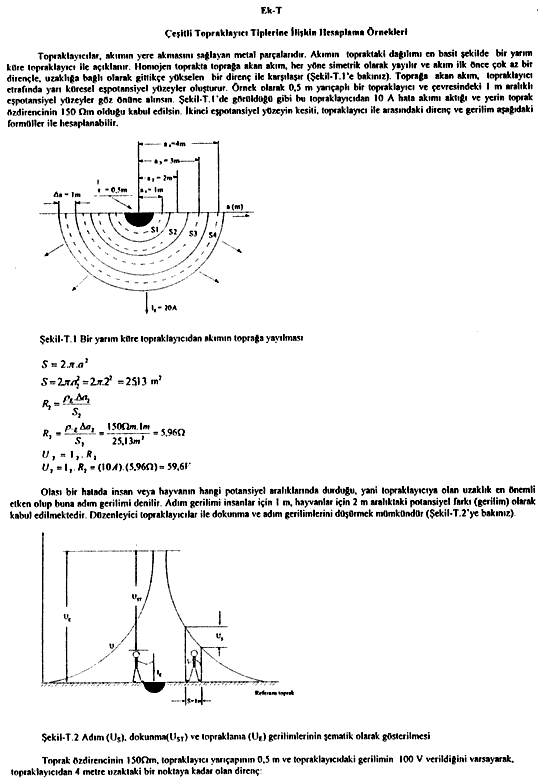 Ek-T
Çeşitli Topraklayıcı Tiplerine İlişkin Hesaplama Örnekleri
Topraklayıcılar, akımın yere akmasını sağlayan metal parçalarıdır. Akımın topraktaki dağılımı en basit şekilde bir yarım
küre topraklayıcı ile açıklanır. Homojen toprakta toprağa akan akım, her yöne simetrik olarak yayılır ve akım ilk önce çok az bir
dirençle, uzaklığa bağlı olarak gittikçe yükselen bir direnç ile karşılaşır (Şekil-T.1'e bakınız). Toprağa akan akım, topraklayıcı
etrafında yarı küresel eşpotansiyel yüzeyler oluşturur. Örnek olarak 0,5 m yarıçaplı bir topraklayıcı ve çevresindeki 1 m aralıklı
eşpotansiyel yüzeyler göz önüne alınsın. Şekil-T.1'de görüldüğü gibi bu topraklayıcıdan 10 A hata akımı aktığı ve yerin toprak
özdirencinin 150 Ωm olduğu kabul edilsin. İkinci eşpotansiyel yüzeyin kesiti, topraklayıcı ile arasındaki direnç ve gerilim aşağıdaki
formüller ile hesaplanabilir.
a₄=4m
a₃=3m
a₂=2m
Δa = 1m
r = 0,5m
a₁=1m
a (m)
S1 S2 S3 S4
I₁ = 20A
Şekil-T.1 Bir yarım küre topraklayıcıdan akımın toprağa yayılması
S = 2.π.a²
S=2.π.a₂²=2.π.2² =25,13 m²
R₂ = ρ_E.Δa₂ / S₂
R₂ = ρ_E.Δa₂ / S₂ = 150Ωm.1m / 25,13m² = 5,96Ω
U₂ = I₂.R₂
U₂ = I₂.R₂ = (10A).(5,96Ω) = 59,6V
Olası bir hatada insan veya hayvanın hangi potansiyel aralıklarında durduğu, yani topraklayıcıya olan uzaklık en önemli
etken olup buna adım gerilimi denilir. Adım gerilimi insanlar için 1 m, hayvanlar için 2 m aralıktaki potansiyel farkı (gerilim) olarak
kabul edilmektedir. Düzenleyici topraklayıcılar ile dokunma ve adım gerilimlerini düşürmek mümkündür (Şekil-T.2'ye bakınız).
U_E
U_ST
U
U_S
I_E
S=1m
Referans toprak
Şekil-T.2 Adım (U_S), dokunma(U_ST) ve topraklama (U_E) gerilimlerinin şematik olarak gösterilmesi
Toprak özdirencinin 150Ωm, topraklayıcı yarıçapının 0,5 m ve topraklayıcıdaki gerilimin 100 V verildiğini varsayarak,
topraklayıcıdan 4 metre uzaktaki bir noktaya kadar olan direnç: